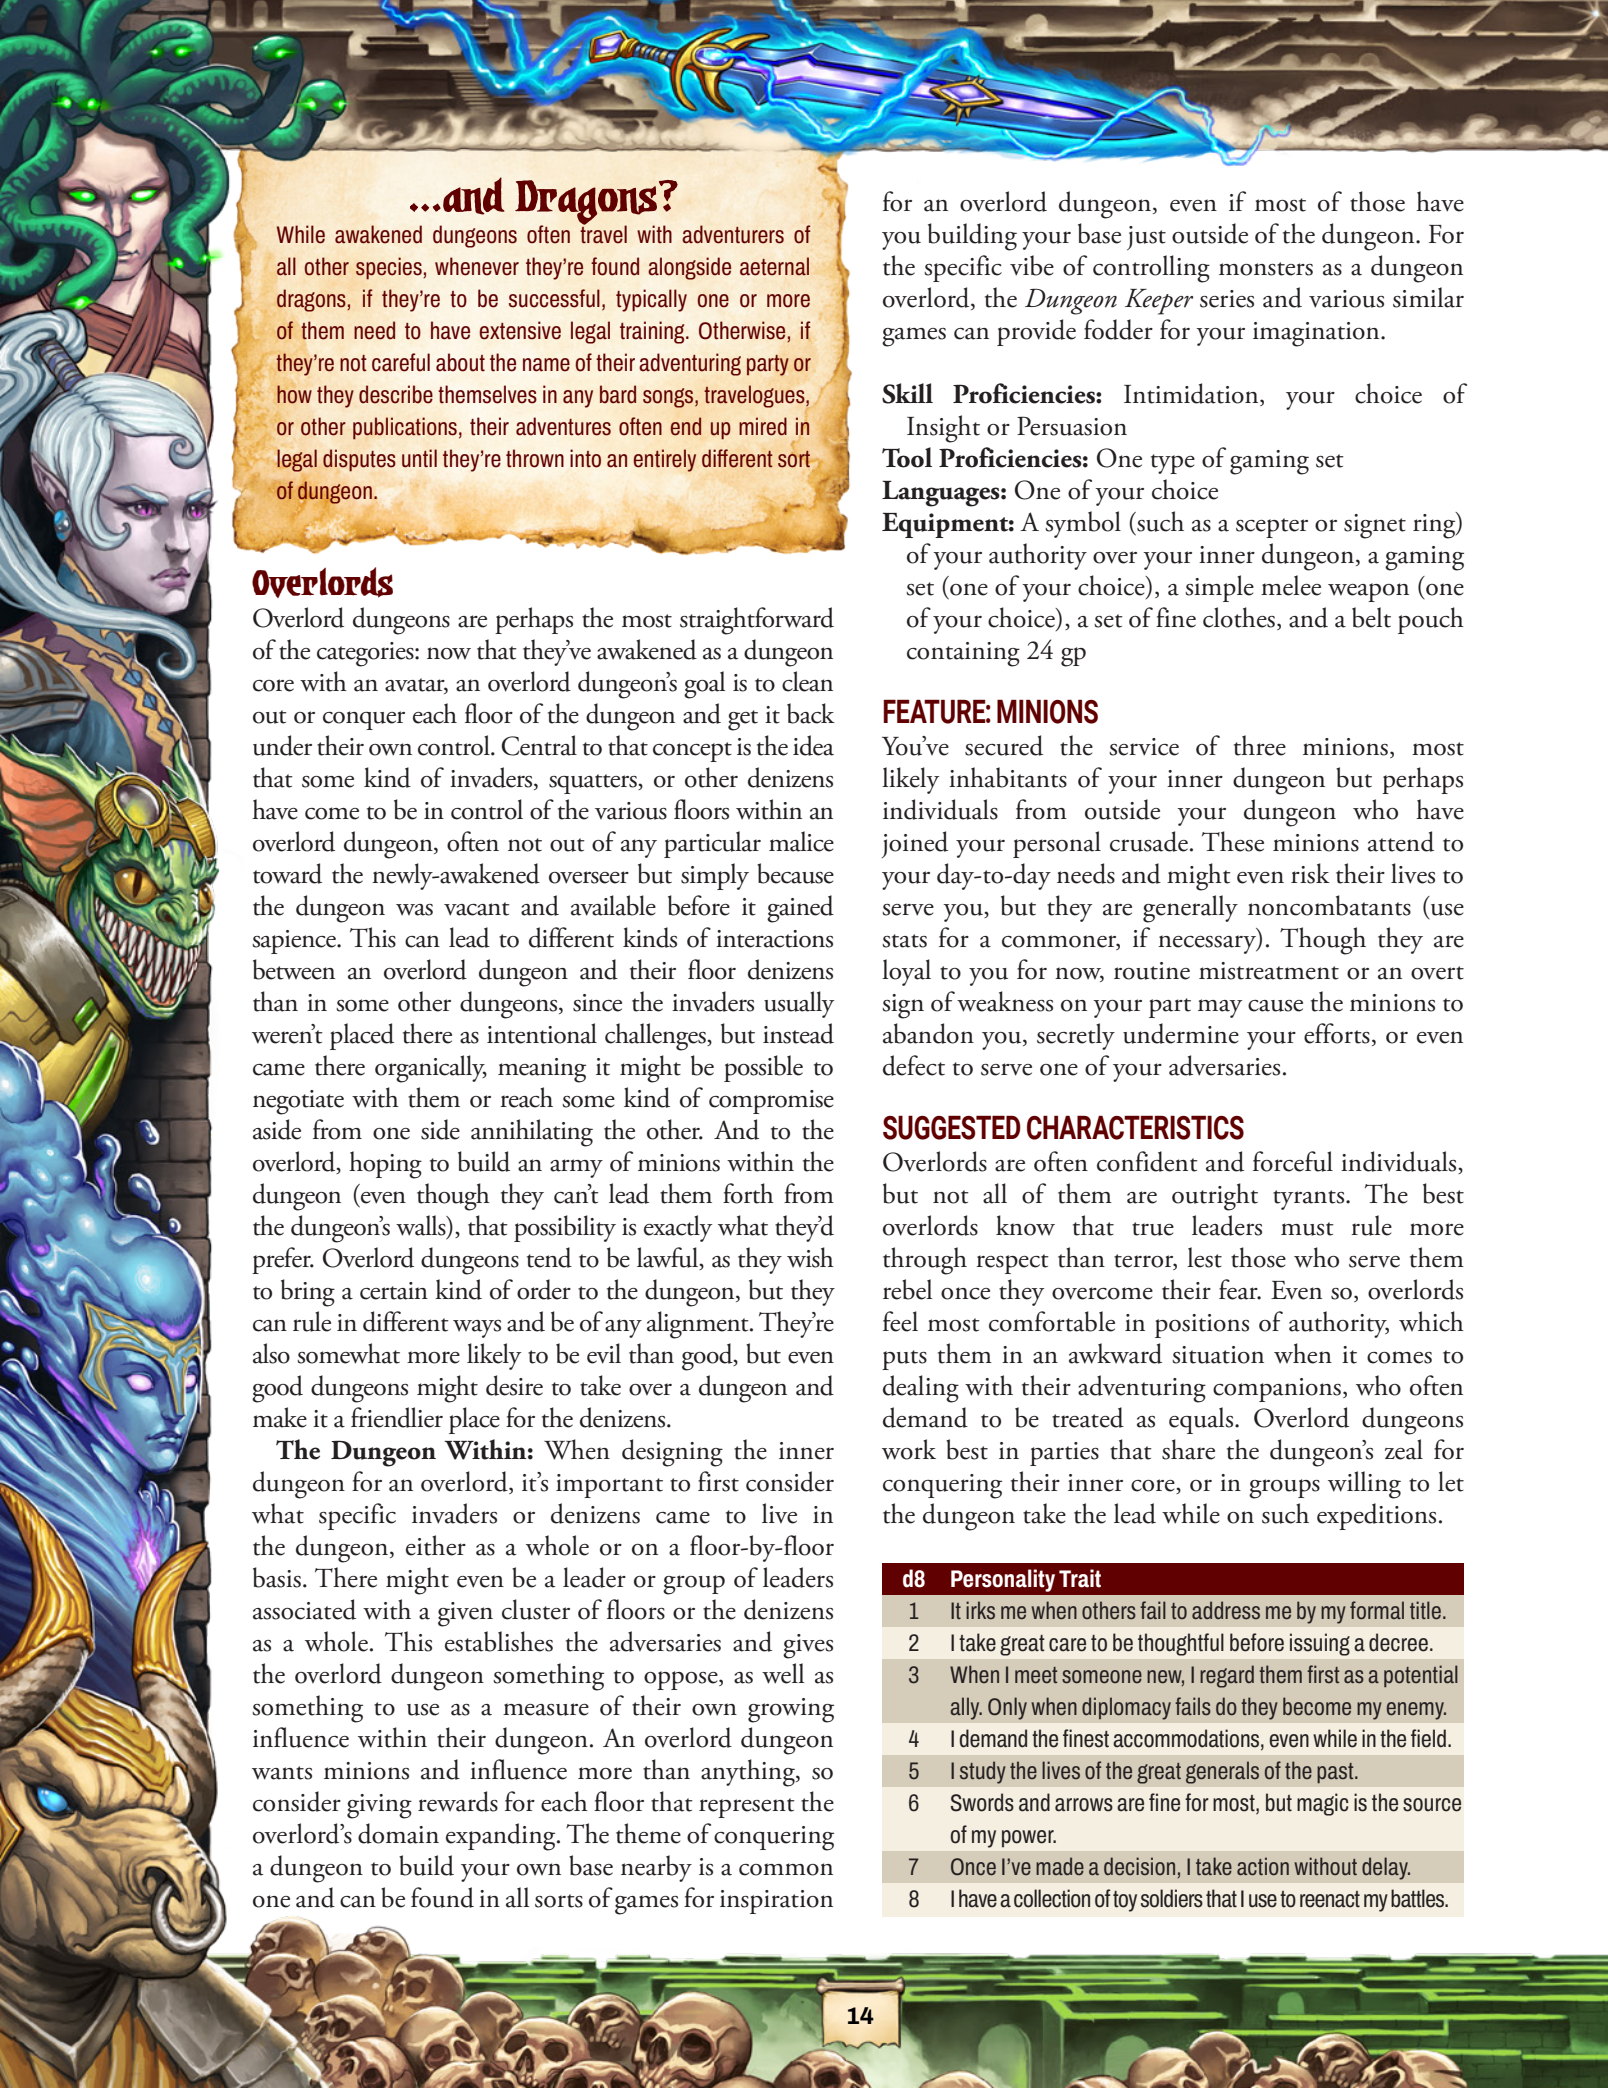 ...and Dragons?
While awakened dungeons often travel with adventurers of
all other species, whenever they're found alongside aeternal
dragons, if they're to be successful, typically one or more
of them need to have extensive legal training. Otherwise, if
they're not careful about the name of their adventuring party or
how they describe themselves in any bard songs, travelogues,
or other publications, their adventures often end up mired in
legal disputes until they're thrown into an entirely different sort
of dungeon.
Overlords
Overlord dungeons are perhaps the most straightforward
of the categories: now that they've awakened as a dungeon
core with an avatar, an overlord dungeon's goal is to clean
out or conquer each floor of the dungeon and get it back
under their own control. Central to that concept is the idea
that some kind of invaders, squatters, or other denizens
have come to be in control of the various floors within an
overlord dungeon, often not out of any particular malice
toward the newly-awakened overseer but simply because
the dungeon was vacant and available before it gained
sapience. This can lead to different kinds of interactions
between an overlord dungeon and their floor denizens
than in some other dungeons, since the invaders usually
weren't placed there as intentional challenges, but instead
came there organically, meaning it might be possible to
negotiate with them or reach some kind of compromise
aside from one side annihilating the other. And to the
overlord, hoping to build an army of minions within the
dungeon (even though they can't lead them forth from
the dungeon's walls), that possibility is exactly what they'd
prefer. Overlord dungeons tend to be lawful, as they wish
to bring a certain kind of order to the dungeon, but they
can rule in different ways and be of any alignment. They're
also somewhat more likely to be evil than good, but even
good dungeons might desire to take over a dungeon and
make it a friendlier place for the denizens.
The Dungeon Within: When designing the inner
dungeon for an overlord, it's important to first consider
what specific invaders or denizens came to live in
the dungeon, either as a whole or on a floor-by-floor
basis. There might even be a leader or group of leaders
associated with a given cluster of floors or the denizens
as a whole. This establishes the adversaries and gives
the overlord dungeon something to oppose, as well as
something to use as a measure of their own growing
influence within their dungeon. An overlord dungeon
wants minions and influence more than anything, so
consider giving rewards for each floor that represent the
overlord's domain expanding. The theme of conquering
a dungeon to build your own base nearby is a common
one and can be found in all sorts of games for inspiration
for an overlord dungeon, even if most of those have
you building your base just outside of the dungeon. For
the specific vibe of controlling monsters as a dungeon
overlord, the Dungeon Keeper series and various similar
games can provide fodder for your imagination.
Skill Proficiencies: Intimidation, your choice of
Insight or Persuasion
Tool Proficiencies: One type of gaming set
Languages: One of your choice
Equipment: A symbol (such as a scepter or signet ring)
of your authority over your inner dungeon, a gaming
set (one of your choice), a simple melee weapon (one
of your choice), a set of fine clothes, and a belt pouch
containing 24 gp
FEATURE: MINIONS
You've secured the service of three minions, most
likely inhabitants of your inner dungeon but perhaps
individuals from outside your dungeon who have
joined your personal crusade. These minions attend to
your day-to-day needs and might even risk their lives to
serve you, but they are generally noncombatants (use
stats for a commoner, if necessary). Though they are
loyal to you for now, routine mistreatment or an overt
sign of weakness on your part may cause the minions to
abandon you, secretly undermine your efforts, or even
defect to serve one of your adversaries.
SUGGESTED CHARACTERISTICS
Overlords are often confident and forceful individuals,
but not all of them are outright tyrants. The best
overlords know that true leaders must rule more
through respect than terror, lest those who serve them
rebel once they overcome their fear. Even so, overlords
feel most comfortable in positions of authority, which
puts them in an awkward situation when it comes to
dealing with their adventuring companions, who often
demand to be treated as equals. Overlord dungeons
work best in parties that share the dungeon's zeal for
conquering their inner core, or in groups willing to let
the dungeon take the lead while on such expeditions.
d8 Personality Trait
1 It irks me when others fail to address me by my formal title.
2 I take great care to be thoughtful before issuing a decree.
3 When I meet someone new, I regard them first as a potential
ally. Only when diplomacy fails do they become my enemy.
4 I demand the finest accommodations, even while in the field.
5 I study the lives of the great generals of the past.
6 Swords and arrows are fine for most, but magic is the source
of my power.
7 Once I've made a decision, I take action without delay.
8 I have a collection of toy soldiers that I use to reenact my battles.
14